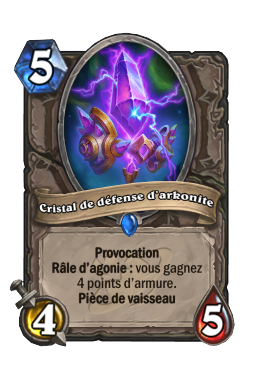 5
Cristal de défense d'arkonite
Provocation
Râle d'agonie : vous gagnez
4 points d'armure.
Pièce de vaisseau
4
5